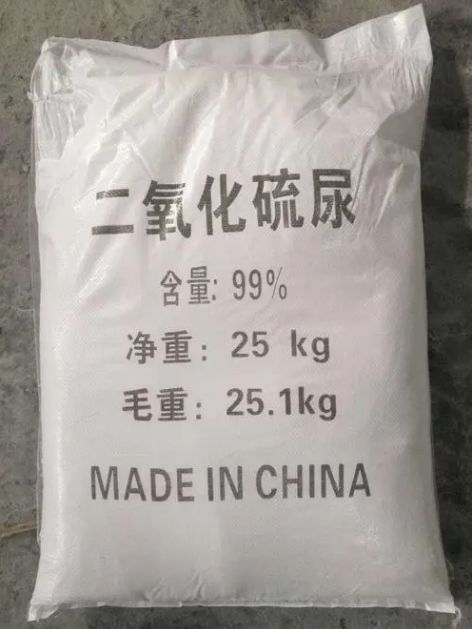 二氧化硫尿
含量: 99%
净重: 25 kg
毛重: 25.1kg
MADE IN CHINA